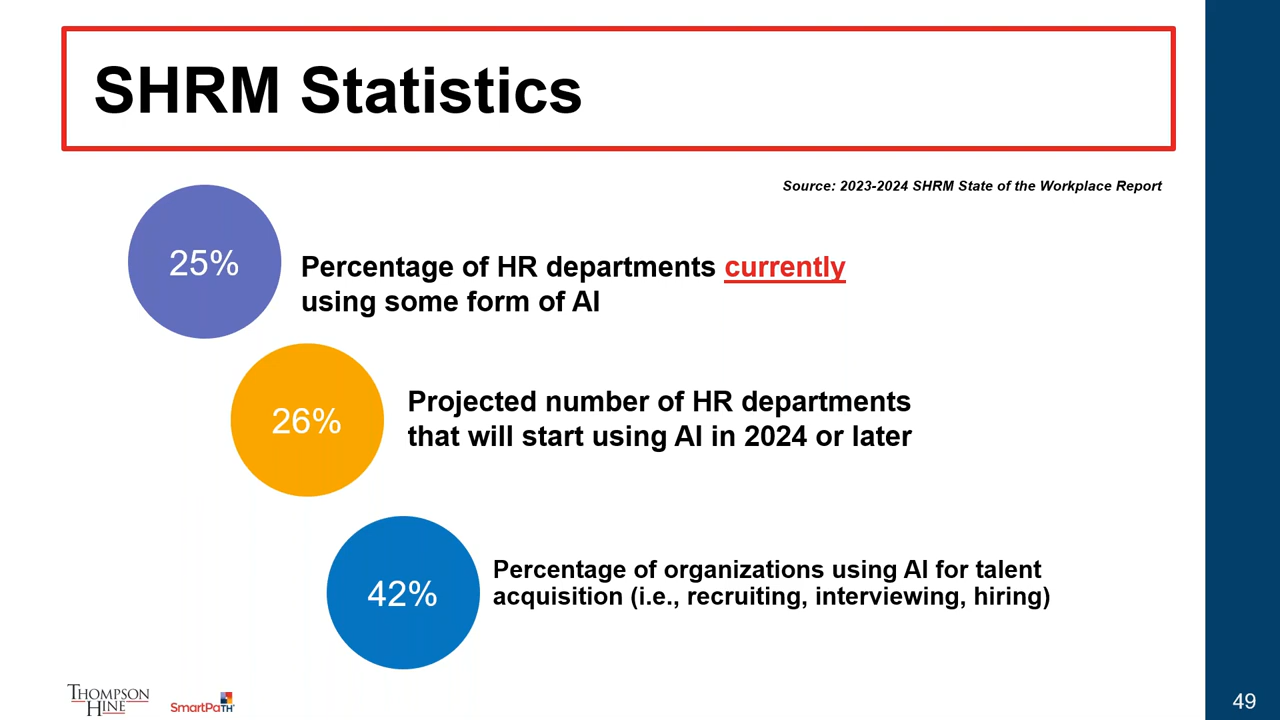 SHRM Statistics
Source: 2023-2024 SHRM State of the Workplace Report
25%
Percentage of HR departments currently
using some form of AI
26%
Projected number of HR departments
that will start using AI in 2024 or later
42%
Percentage of organizations using AI for talent
acquisition (i.e., recruiting, interviewing, hiring)
THOMPSON
HINE
SmartPaTH
49